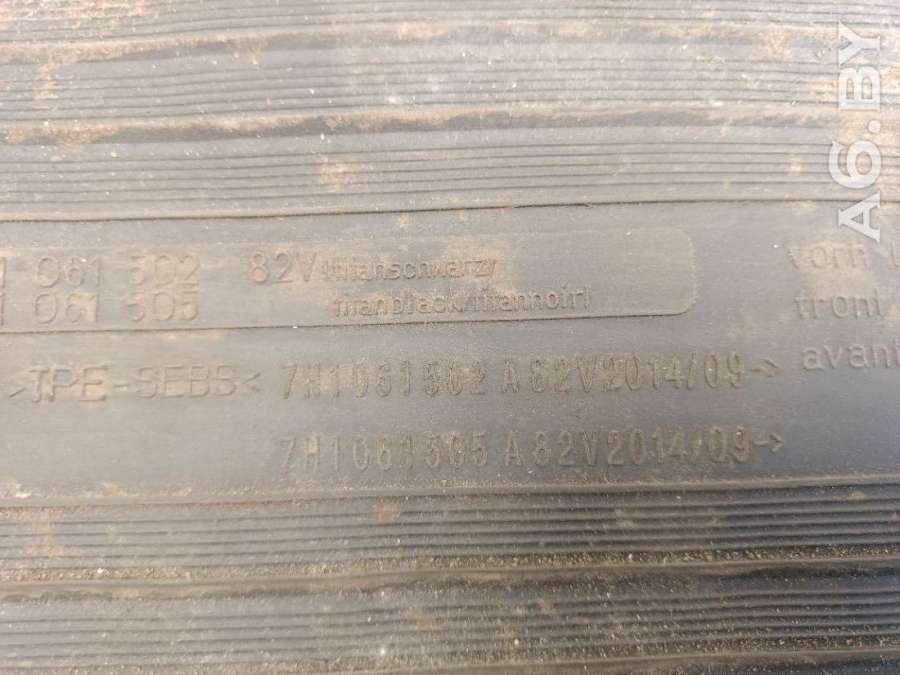 A6.BY
1 061 502 82V titanschwarz/
1 061 505 titanblack/titannoir
vorn
front
avant
>TPE-SEBS< 7H1061502 A 82V2014/09->
7H1061505 A 82V2014/09->